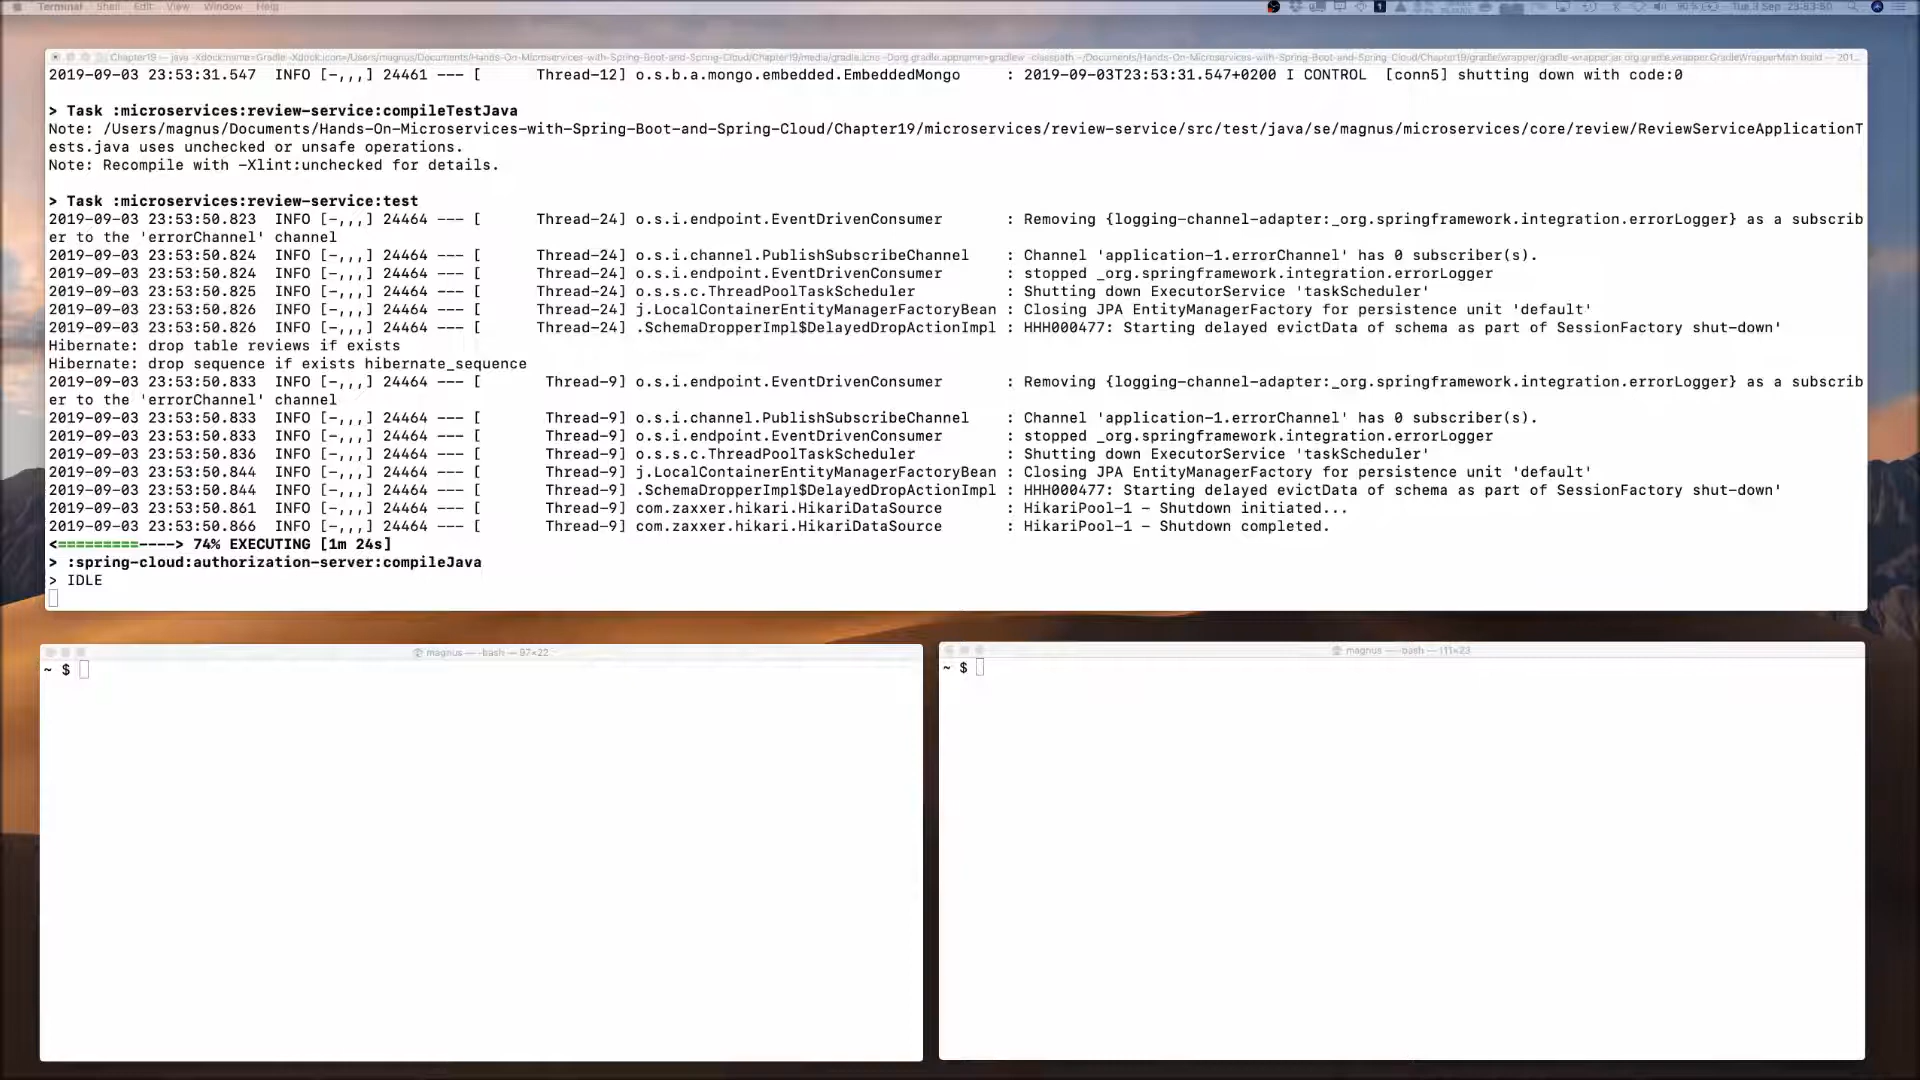 Terminal Shell Edit View Window Help
2019-09-03 23:53:31.547  INFO [-,,,] 24461 --- [      Thread-12] o.s.b.a.mongo.embedded.EmbeddedMongo     : 2019-09-03T23:53:31.547+0200 I CONTROL  [conn5] shutting down with code:0
> Task :microservices:review-service:compileTestJava
Note: /Users/magnus/Documents/Hands-On-Microservices-with-Spring-Boot-and-Spring-Cloud/Chapter19/microservices/review-service/src/test/java/se/magnus/microservices/core/review/ReviewServiceApplicationT
ests.java uses unchecked or unsafe operations.
Note: Recompile with -Xlint:unchecked for details.
> Task :microservices:review-service:test
2019-09-03 23:53:50.823  INFO [-,,,] 24464 --- [      Thread-24] o.s.i.endpoint.EventDrivenConsumer       : Removing {logging-channel-adapter:_org.springframework.integration.errorLogger} as a subscrib
er to the 'errorChannel' channel
2019-09-03 23:53:50.824  INFO [-,,,] 24464 --- [      Thread-24] o.s.i.channel.PublishSubscribeChannel    : Channel 'application-1.errorChannel' has 0 subscriber(s).
2019-09-03 23:53:50.824  INFO [-,,,] 24464 --- [      Thread-24] o.s.i.endpoint.EventDrivenConsumer       : stopped _org.springframework.integration.errorLogger
2019-09-03 23:53:50.825  INFO [-,,,] 24464 --- [      Thread-24] o.s.s.c.ThreadPoolTaskScheduler          : Shutting down ExecutorService 'taskScheduler'
2019-09-03 23:53:50.826  INFO [-,,,] 24464 --- [      Thread-24] j.LocalContainerEntityManagerFactoryBean : Closing JPA EntityManagerFactory for persistence unit 'default'
2019-09-03 23:53:50.826  INFO [-,,,] 24464 --- [      Thread-24] .SchemaDropperImpl$DelayedDropActionImpl : HHH000477: Starting delayed evictData of schema as part of SessionFactory shut-down'
Hibernate: drop table reviews if exists
Hibernate: drop sequence if exists hibernate_sequence
2019-09-03 23:53:50.833  INFO [-,,,] 24464 --- [       Thread-9] o.s.i.endpoint.EventDrivenConsumer       : Removing {logging-channel-adapter:_org.springframework.integration.errorLogger} as a subscrib
er to the 'errorChannel' channel
2019-09-03 23:53:50.833  INFO [-,,,] 24464 --- [       Thread-9] o.s.i.channel.PublishSubscribeChannel    : Channel 'application-1.errorChannel' has 0 subscriber(s).
2019-09-03 23:53:50.833  INFO [-,,,] 24464 --- [       Thread-9] o.s.i.endpoint.EventDrivenConsumer       : stopped _org.springframework.integration.errorLogger
2019-09-03 23:53:50.836  INFO [-,,,] 24464 --- [       Thread-9] o.s.s.c.ThreadPoolTaskScheduler          : Shutting down ExecutorService 'taskScheduler'
2019-09-03 23:53:50.844  INFO [-,,,] 24464 --- [       Thread-9] j.LocalContainerEntityManagerFactoryBean : Closing JPA EntityManagerFactory for persistence unit 'default'
2019-09-03 23:53:50.844  INFO [-,,,] 24464 --- [       Thread-9] .SchemaDropperImpl$DelayedDropActionImpl : HHH000477: Starting delayed evictData of schema as part of SessionFactory shut-down'
2019-09-03 23:53:50.861  INFO [-,,,] 24464 --- [       Thread-9] com.zaxxer.hikari.HikariDataSource       : HikariPool-1 - Shutdown initiated...
2019-09-03 23:53:50.866  INFO [-,,,] 24464 --- [       Thread-9] com.zaxxer.hikari.HikariDataSource       : HikariPool-1 - Shutdown completed.
<=========----> 74% EXECUTING [1m 24s]
> :spring-cloud:authorization-server:compileJava
> IDLE
magnus — -bash — 97×22
~ $
magnus — -bash — 111×23
~ $